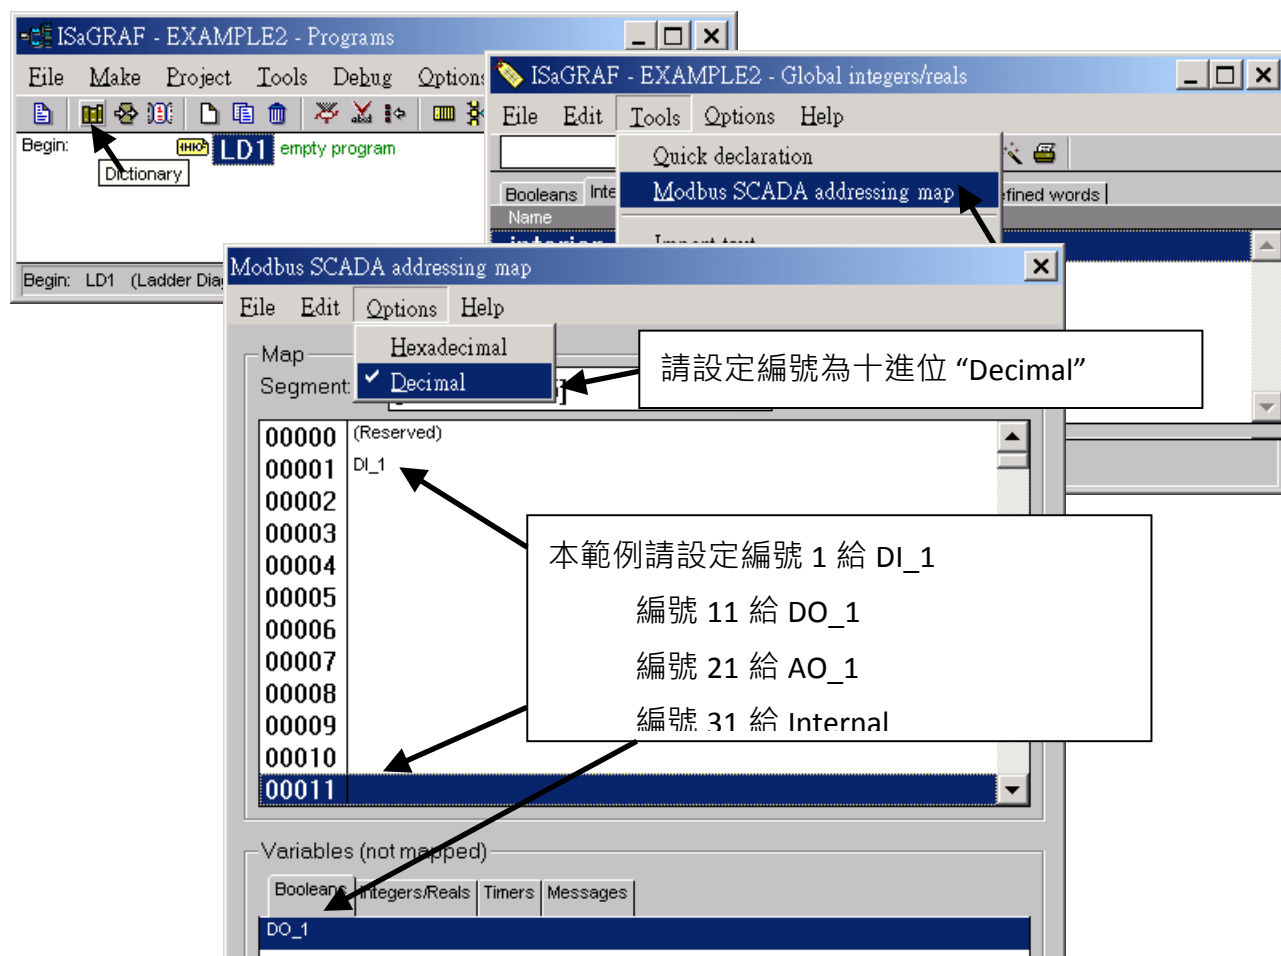 ISaGRAF - EXAMPLE2 - Programs
File Make Project Tools Debug Options
Begin: LD1 empty program
Dictionary
Begin: LD1 (Ladder Dia
ISaGRAF - EXAMPLE2 - Global integers/reals
File Edit Tools Options Help
Quick declaration
Modbus SCADA addressing map
Booleans Inte fined words
Name
Import text
Modbus SCADA addressing map
File Edit Options Help
Hexadecimal
Decimal
Map
Segment:
請設定編號為十進位 “Decimal”
00000 (Reserved)
00001 DI_1
00002
00003
00004
00005
00006
00007
00008
00009
00010
00011
本範例請設定編號 1 給 DI_1
編號 11 給 DO_1
編號 21 給 AO_1
編號 31 給 Internal
Variables (not mapped)
Booleans Integers/Reals Timers Messages
DO_1